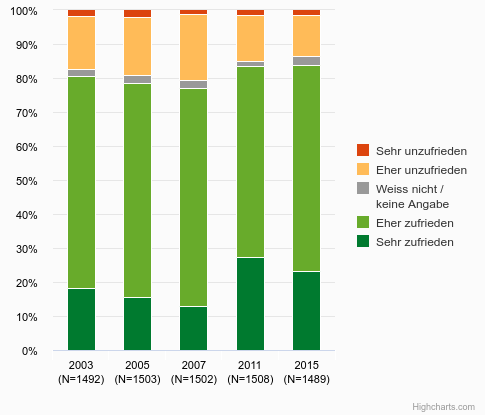 100%
90%
80%
70%
60%
50%
40%
30%
20%
10%
0%
2003
(N=1492)
2005
(N=1503)
2007
(N=1502)
2011
(N=1508)
2015
(N=1489)
Sehr unzufrieden
Eher unzufrieden
Weiss nicht /
keine Angabe
Eher zufrieden
Sehr zufrieden
Highcharts.com